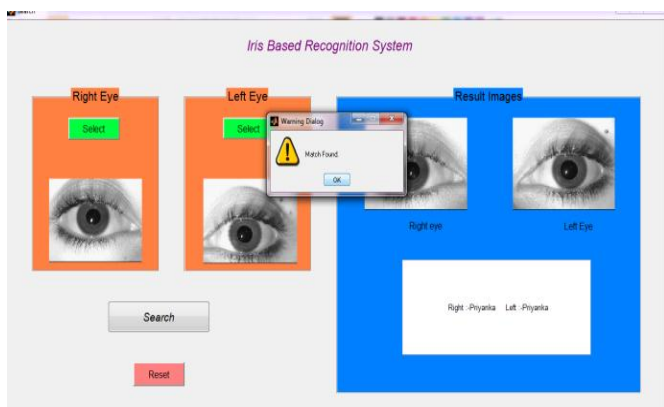 Search
Iris Based Recognition System
Right Eye
Select
Left Eye
Select
Warning Dialog
Match Found.
OK
Result Images
Right eye
Left Eye
Right :-Priyanka Left :-Priyanka
Search
Reset